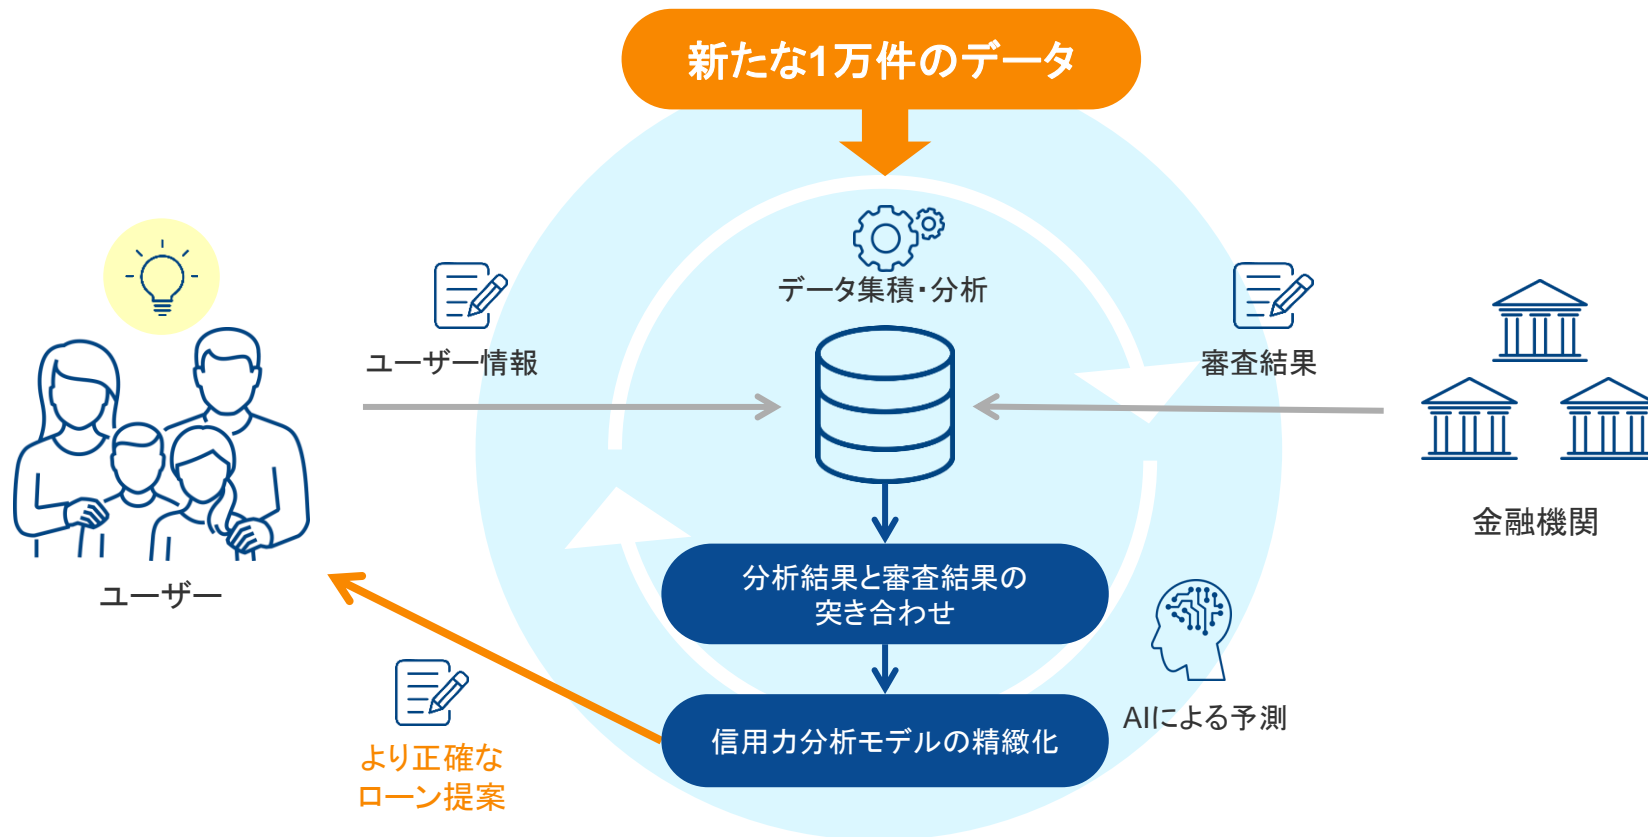 新たな1万件のデータ
データ集積・分析
ユーザー情報
審査結果
金融機関
ユーザー
分析結果と審査結果の
突き合わせ
AIによる予測
信用力分析モデルの精緻化
より正確な
ローン提案